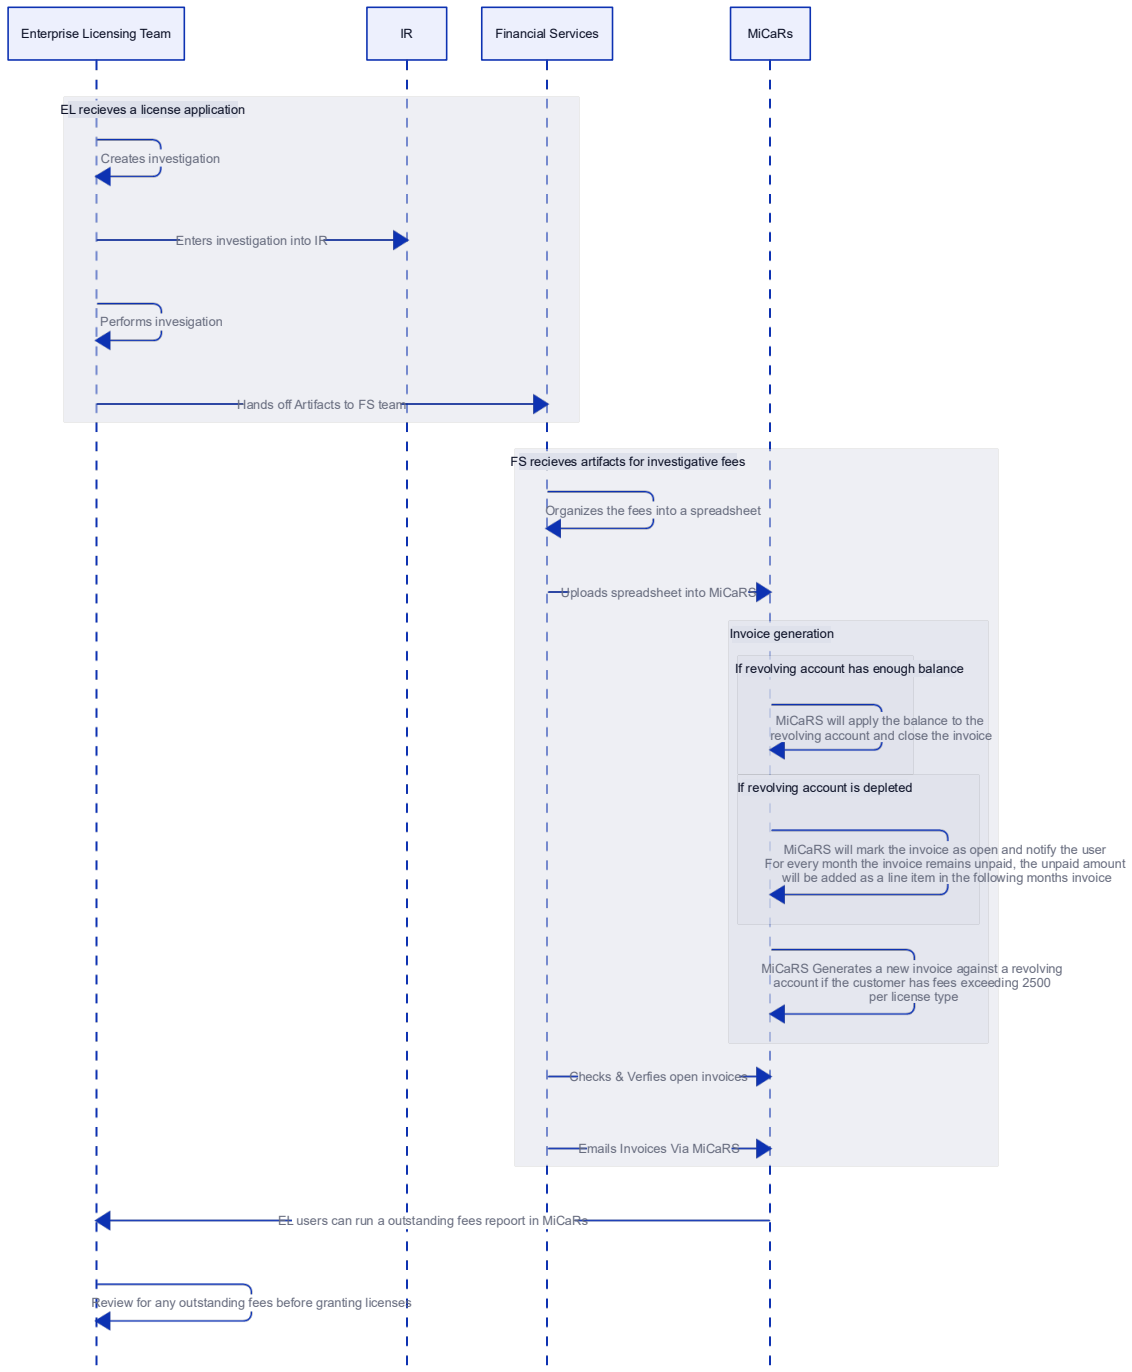 Enterprise Licensing Team
IR
Financial Services
MiCaRs
EL recieves a license application
Creates investigation
Enters investigation into IR
Performs invesigation
Hands off Artifacts to FS team
FS recieves artifacts for investigative fees
Organizes the fees into a spreadsheet
Uploads spreadsheet into MiCaRS
Invoice generation
If revolving account has enough balance
MiCaRS will apply the balance to the
revolving account and close the invoice
If revolving account is depleted
MiCaRS will mark the invoice as open and notify the user
For every month the invoice remains unpaid, the unpaid amount
will be added as a line item in the following months invoice
MiCaRS Generates a new invoice against a revolving
account if the customer has fees exceeding 2500
per license type
Checks & Verfies open invoices
Emails Invoices Via MiCaRS
EL users can run a outstanding fees repoort in MiCaRs
Review for any outstanding fees before granting licenses